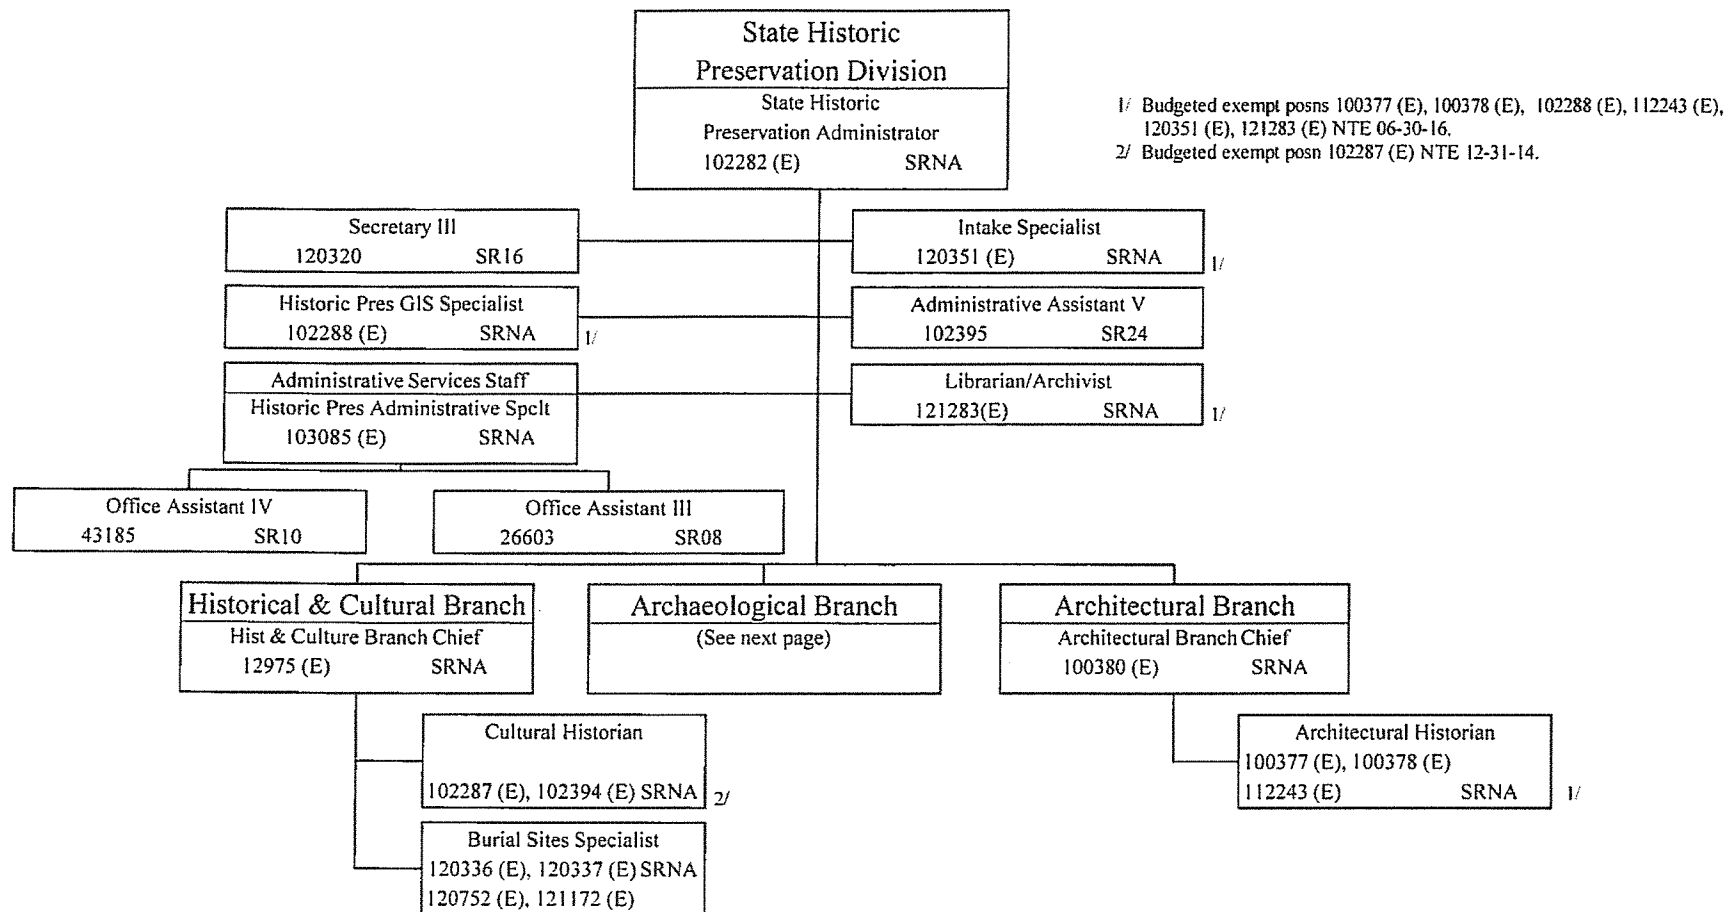 State Historic
Preservation Division
State Historic
Preservation Administrator
102282 (E) SRNA
1/ Budgeted exempt posns 100377 (E), 100378 (E), 102288 (E), 112243 (E),
120351 (E), 121283 (E) NTE 06-30-16.
2/ Budgeted exempt posn 102287 (E) NTE 12-31-14.
Secretary III
120320 SR16
Intake Specialist
120351 (E) SRNA 1/
Historic Pres GIS Specialist
102288 (E) SRNA 1/
Administrative Assistant V
102395 SR24
Administrative Services Staff
Historic Pres Administrative Spclt
103085 (E) SRNA
Librarian/Archivist
121283(E) SRNA 1/
Office Assistant IV
43185 SR10
Office Assistant III
26603 SR08
Historical & Cultural Branch
Hist & Culture Branch Chief
12975 (E) SRNA
Archaeological Branch
(See next page)
Architectural Branch
Architectural Branch Chief
100380 (E) SRNA
Cultural Historian
102287 (E), 102394 (E) SRNA 2/
Architectural Historian
100377 (E), 100378 (E)
112243 (E) SRNA 1/
Burial Sites Specialist
120336 (E), 120337 (E) SRNA
120752 (E), 121172 (E)